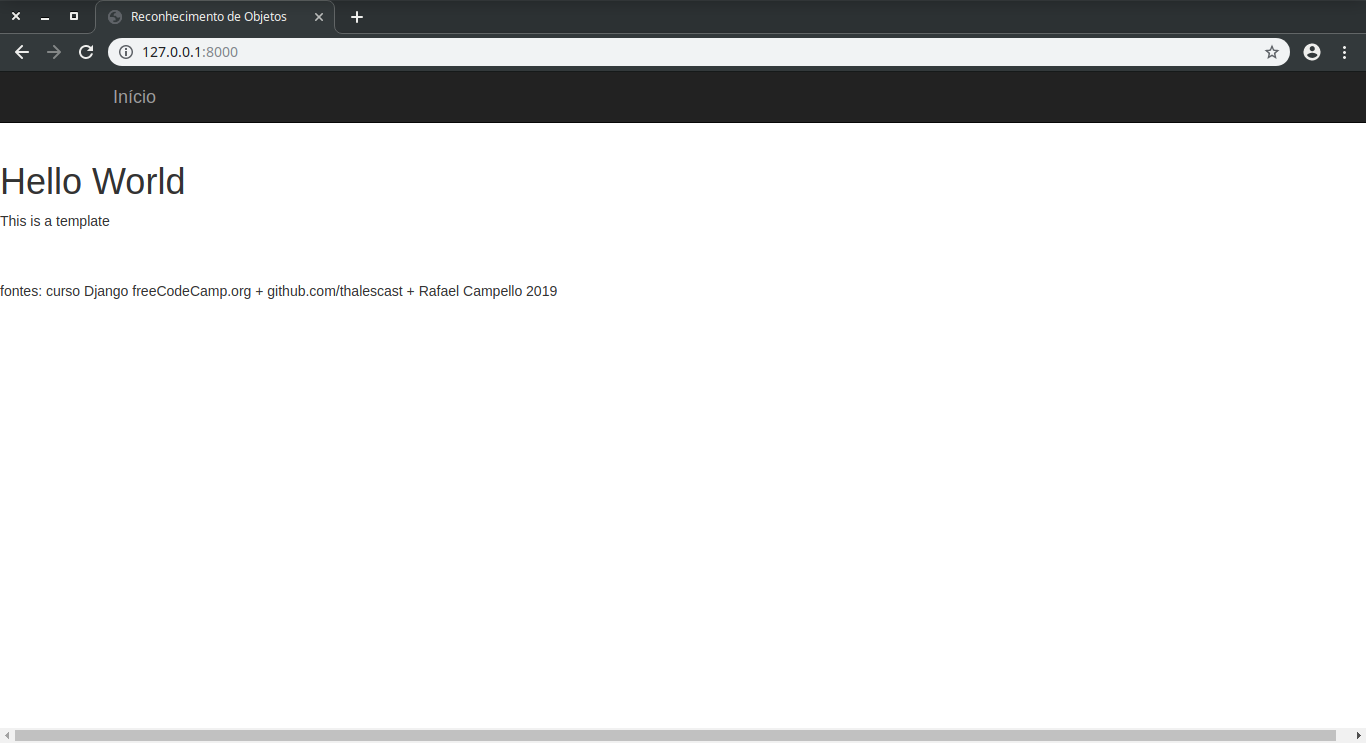 Reconhecimento de Objetos
127.0.0.1:8000
Início
Hello World
This is a template
fontes: curso Django freeCodeCamp.org + github.com/thalescast + Rafael Campello 2019